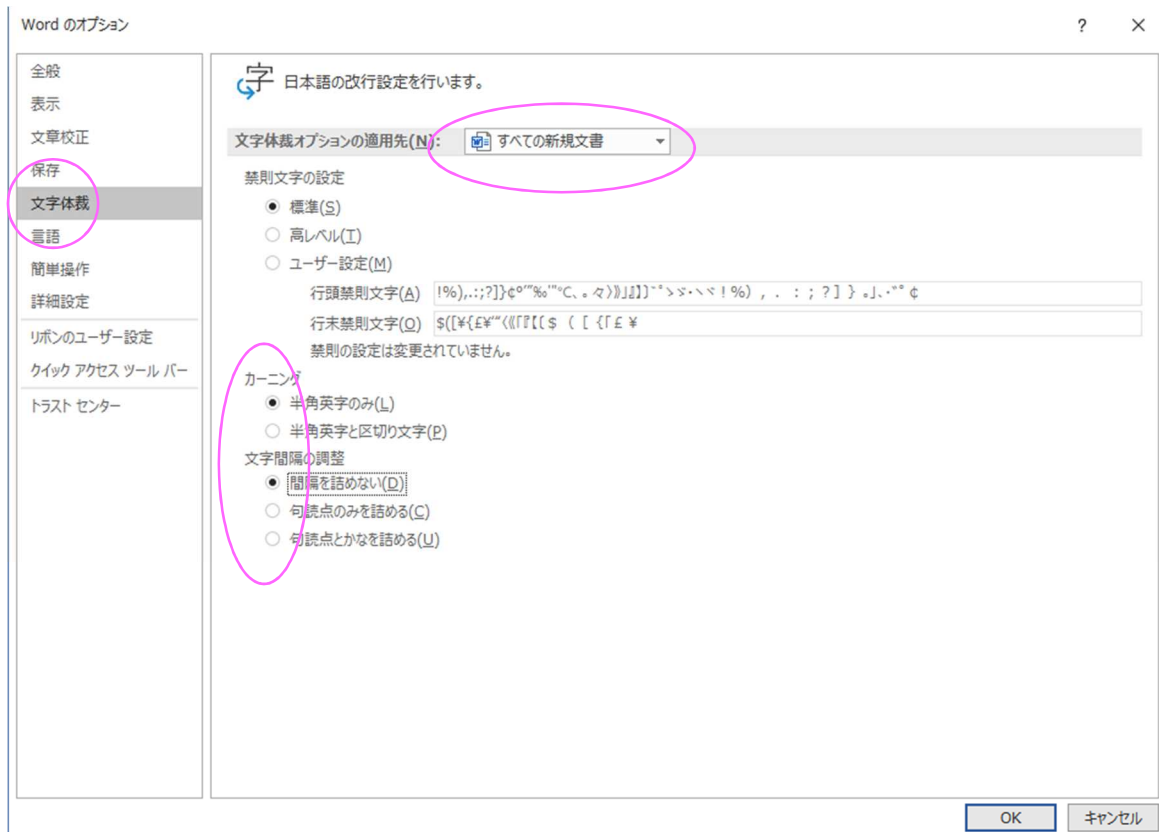 Word のオプション
?
×
全般
表示
文章校正
保存
文字体裁
言語
簡単操作
詳細設定
リボンのユーザー設定
クイック アクセス ツール バー
トラスト センター
字 日本語の改行設定を行います。
文字体裁オプションの適用先(N): すべての新規文書
禁則文字の設定
標準(S)
高レベル(T)
ユーザー設定(M)
行頭禁則文字(A) !%),.:;?]}¢°’”‰′″℃、。々〉》」』】〕゛゜ゝゞ・ヽヾ！%），．：；？］｝｡｣､･ﾞﾟ￠
行末禁則文字(O) $([¥{£¥‘“〈《「『【〔＄（［｛｢￡￥
禁則の設定は変更されていません。
カーニング
半角英字のみ(L)
半角英字と区切り文字(P)
文字間隔の調整
間隔を詰めない(D)
句読点のみを詰める(C)
句読点とかなを詰める(U)
OK キャンセル